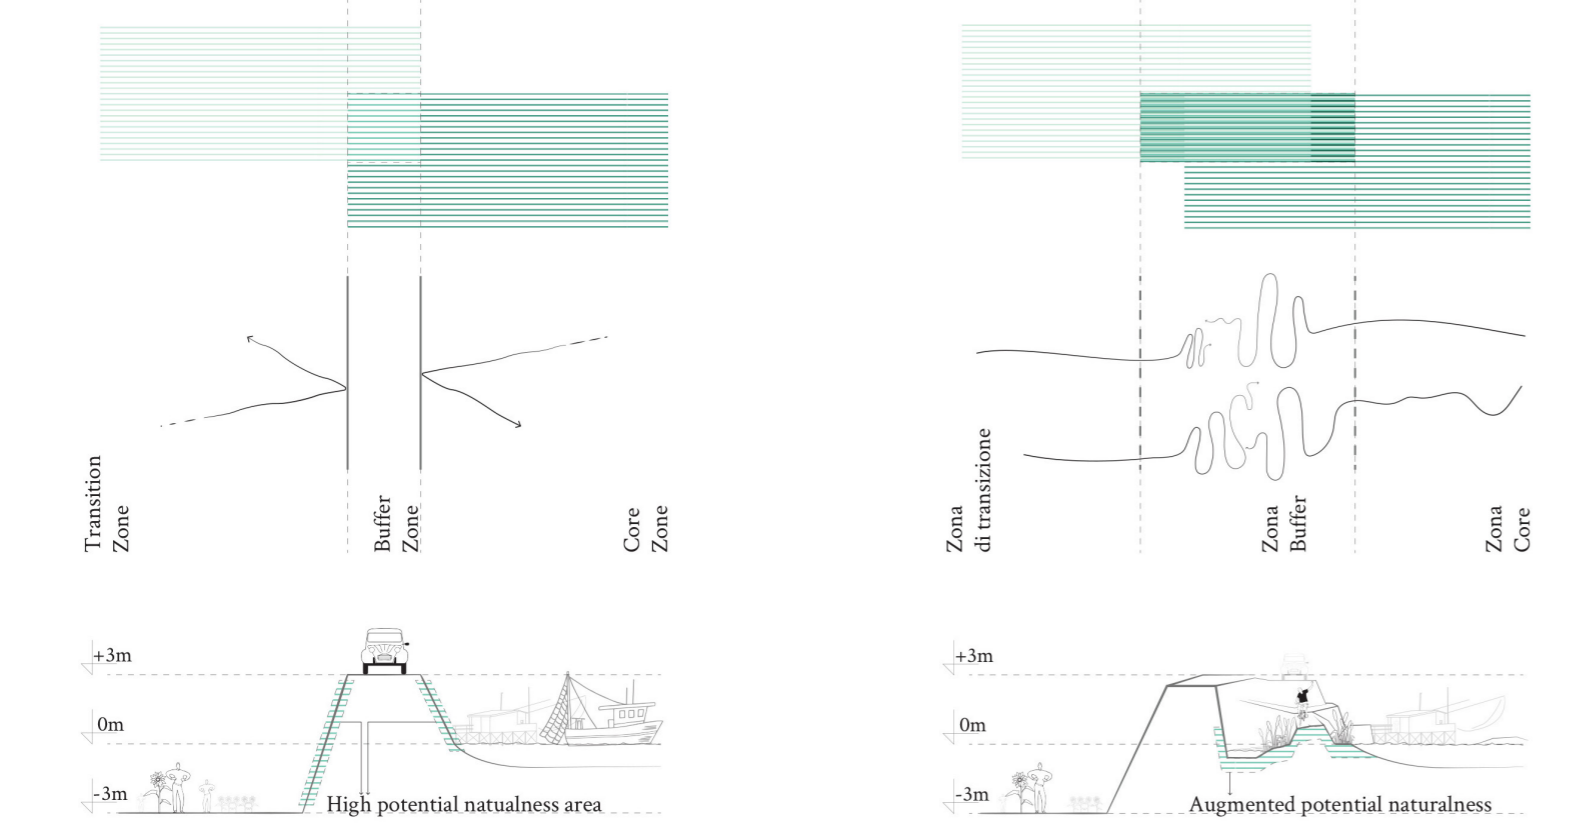 Transition
Zone
Buffer
Zone
Core
Zone
Zona
di transizione
Zona
Buffer
Zona
Core
+3m
0m
-3m
High potential natualness area
+3m
0m
-3m
Augmented potential naturalness